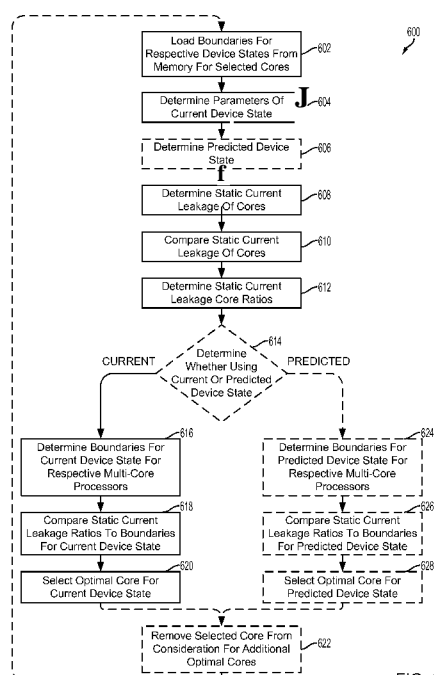 600
Load Boundaries For
Respective Device States From
Memory For Selected Cores
602
Determine Parameters Of
Current Device State
J
604
Determine Predicted Device
State
606
f
Determine Static Current
Leakage Of Cores
608
Compare Static Current
Leakage Of Cores
610
Determine Static Current
Leakage Core Ratios
612
614
Determine
Whether Using
Current Or Predicted
Device State
CURRENT
PREDICTED
616
Determine Boundaries For
Current Device State For
Respective Multi-Core
Processors
624
Determine Boundaries For
Predicted Device State For
Respective Multi-Core
Processors
618
Compare Static Current
Leakage Ratios To Boundaries
For Current Device State
626
Compare Static Current
Leakage Ratios To Boundaries
For Predicted Device State
620
Select Optimal Core For
Current Device State
628
Select Optimal Core For
Predicted Device State
Remove Selected Core From
Consideration For Additional
Optimal Cores
622